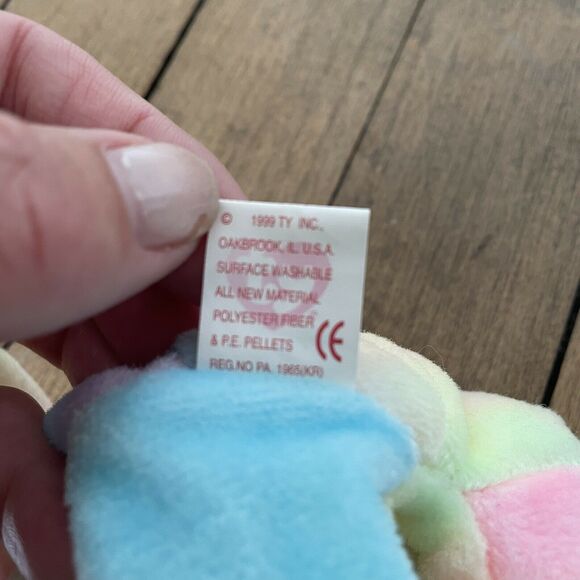 © 1999 TY INC.,
OAKBROOK, IL, U.S.A.
SURFACE WASHABLE
ALL NEW MATERIAL
POLYESTER FIBER
& P.E. PELLETS CE
REG.NO PA. 1965(KR)